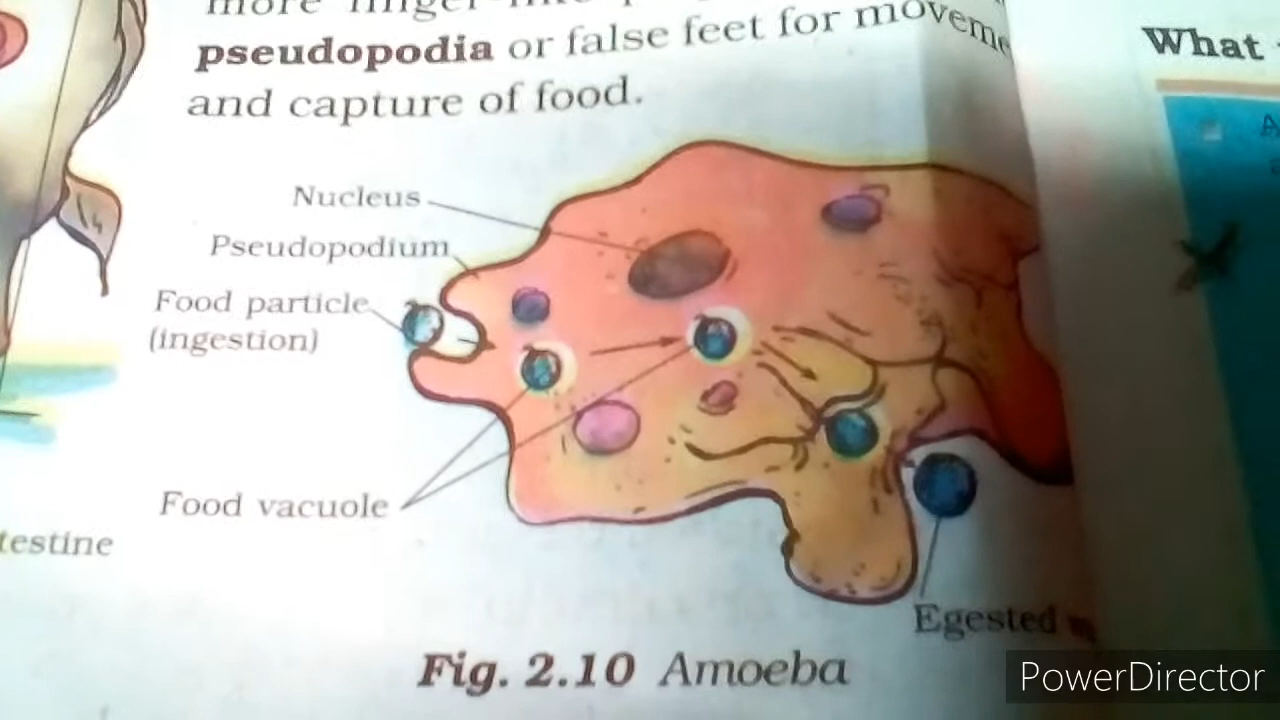 pseudopodia or false feet for
and capture of food.
Nucleus
Pseudopodium
Food particle
(ingestion)
Food vacuole
testine
Egested
Fig. 2.10 Amoeba
What
PowerDirector